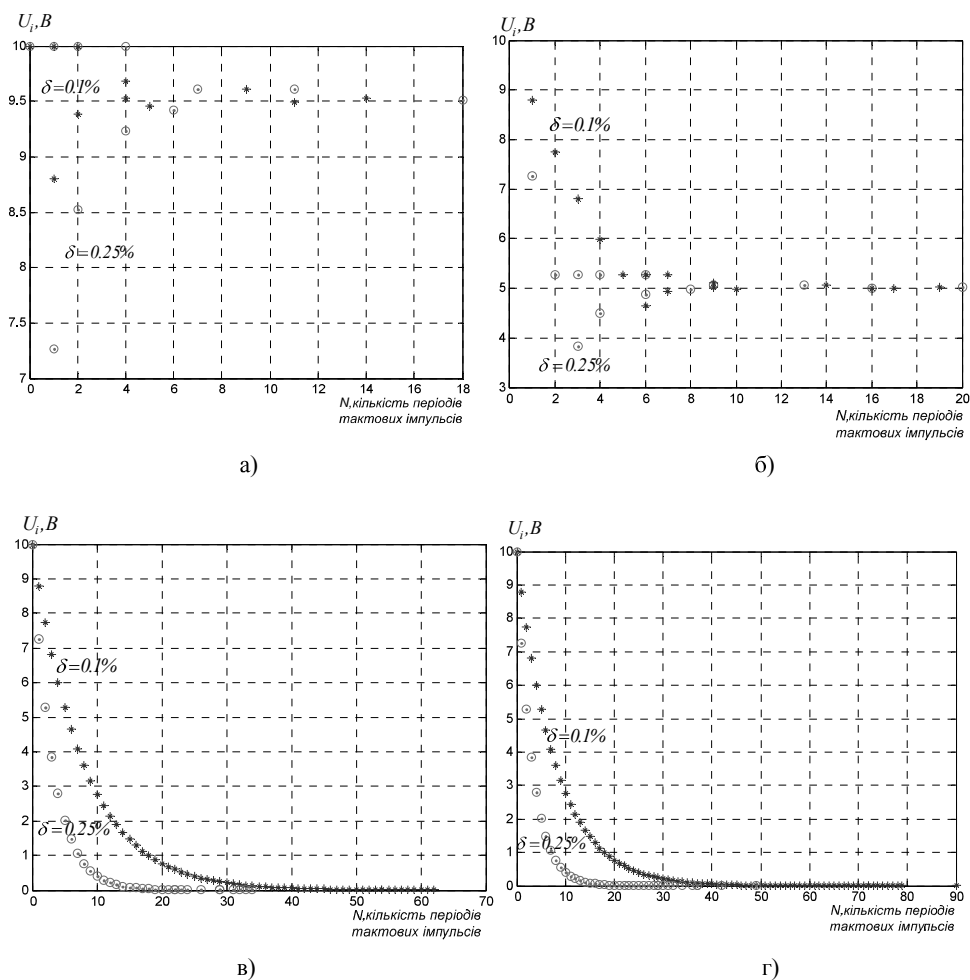 U_i,В
10
9.5
9
8.5
8
7.5
7
δ=0.1%
δ=0.25%
0 2 4 6 8 10 12 14 16 18
N,кількість періодів
тактових імпульсів
а)
U_i,В
10
9
8
7
6
5
4
3
δ=0.1%
δ=0.25%
0 2 4 6 8 10 12 14 16 18 20
N,кількість періодів
тактових імпульсів
б)
U_i,В
10
9
8
7
6
5
4
3
2
1
0
δ=0.1%
δ=0.25%
0 10 20 30 40 50 60 70
N,кількість періодів
тактових імпульсів
в)
U_i,В
10
9
8
7
6
5
4
3
2
1
0
δ=0.1%
δ=0.25%
0 10 20 30 40 50 60 70 80 90
N,кількість періодів
тактових імпульсів
г)